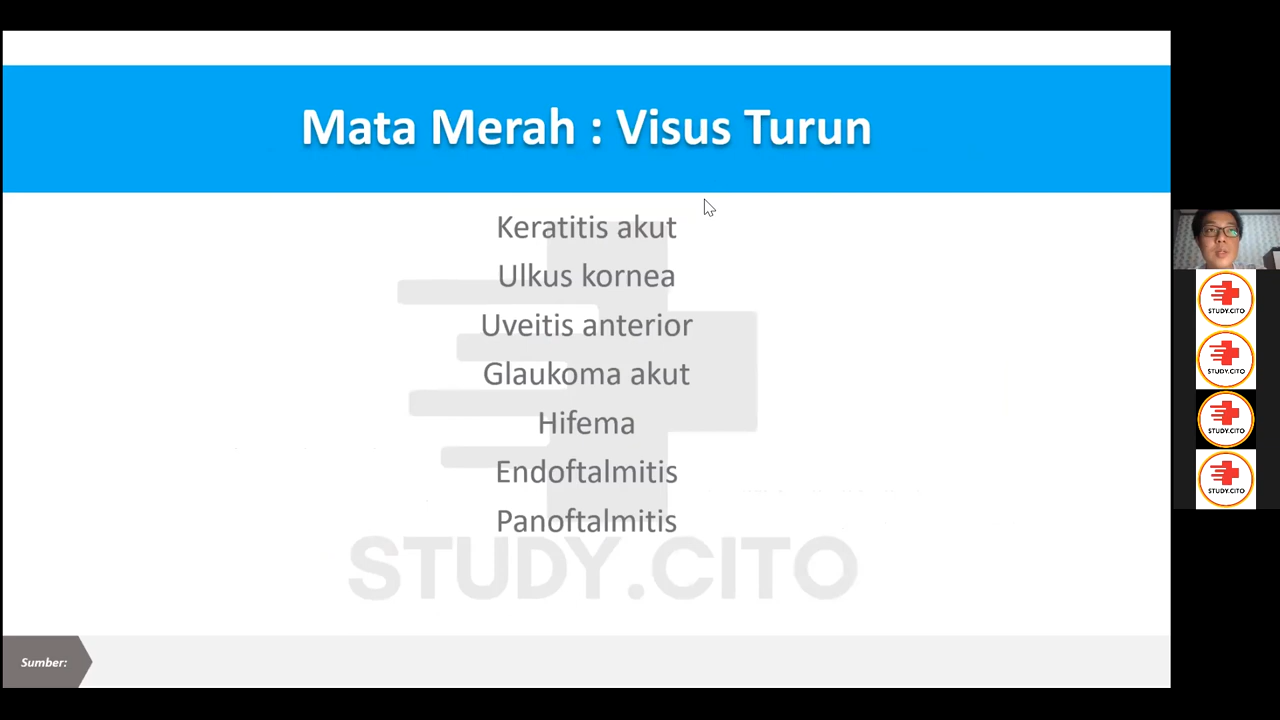 Mata Merah : Visus Turun
Keratitis akut
Ulkus kornea
Uveitis anterior
Glaukoma akut
Hifema
Endoftalmitis
Panoftalmitis
STUDY.CITO
Sumber:
STUDY.CITO
STUDY.CITO
STUDY.CITO
STUDY.CITO